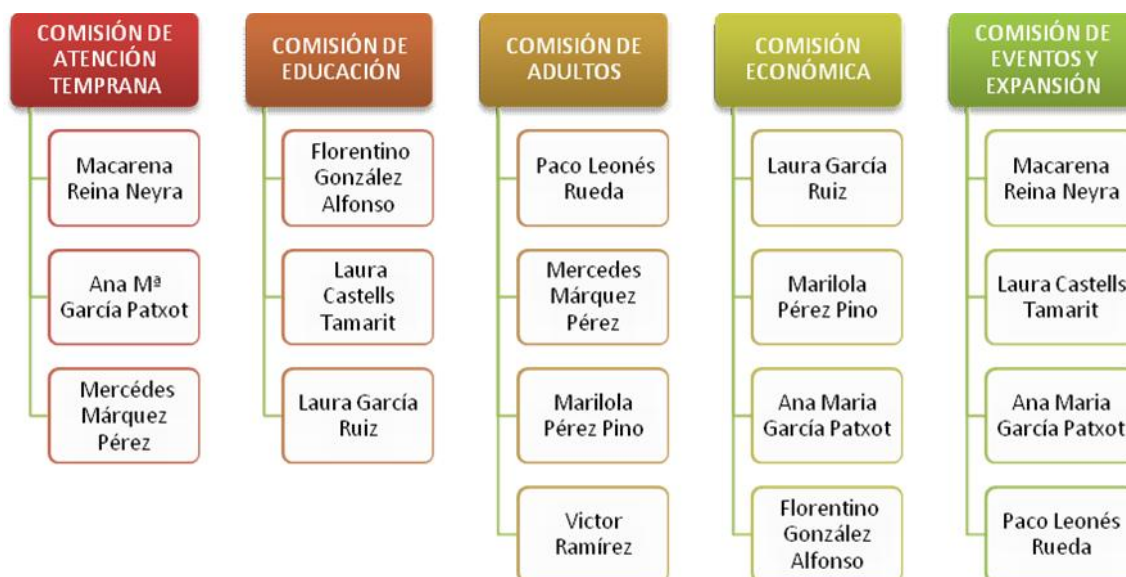 COMISIÓN DE
ATENCIÓN
TEMPRANA
Macarena
Reina Neyra
Ana Mª
García Patxot
Mercédes
Márquez
Pérez
COMISIÓN DE
EDUCACIÓN
Florentino
González
Alfonso
Laura
Castells
Tamarit
Laura García
Ruiz
COMISIÓN DE
ADULTOS
Paco Leonés
Rueda
Mercedes
Márquez
Pérez
Marilola
Pérez Pino
Victor
Ramírez
COMISIÓN
ECONÓMICA
Laura García
Ruiz
Marilola
Pérez Pino
Ana Maria
García Patxot
Florentino
González
Alfonso
COMISIÓN DE
EVENTOS Y
EXPANSIÓN
Macarena
Reina Neyra
Laura Castells
Tamarit
Ana Maria
García Patxot
Paco Leonés
Rueda